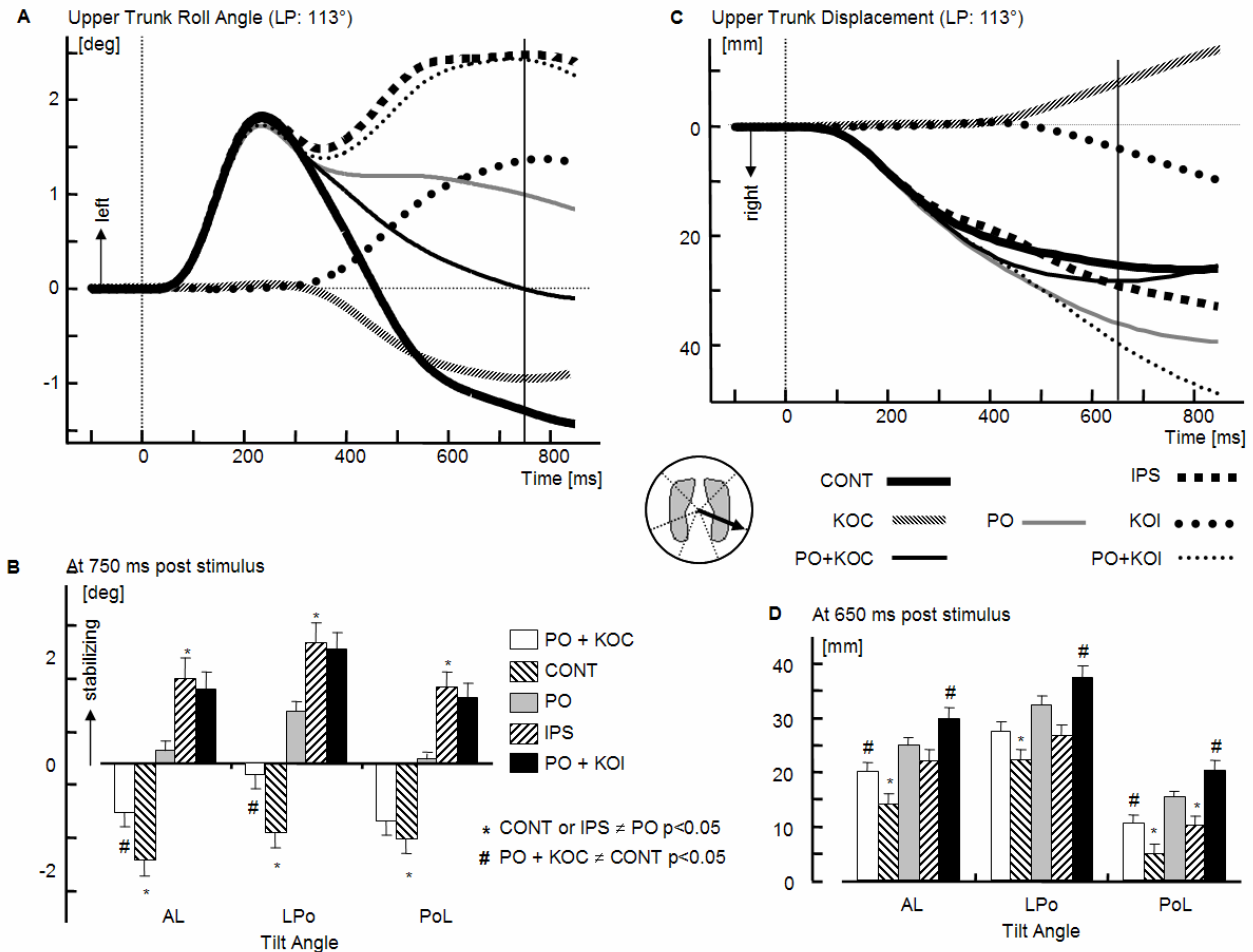 A Upper Trunk Roll Angle (LP: 113°)
[deg]
2
1
0
-1
left
0 200 400 600 800
Time [ms]
C Upper Trunk Displacement (LP: 113°)
[mm]
0
20
40
right
0 200 400 600 800
Time [ms]
CONT
IPS
KOC
PO
KOI
PO+KOC
PO+KOI
B At 750 ms post stimulus
[deg]
2
0
-2
stabilizing
* * *
# # * * *
AL LPo PoL
Tilt Angle
PO + KOC
CONT
PO
IPS
PO + KOI
* CONT or IPS ≠ PO p<0.05
# PO + KOC ≠ CONT p<0.05
D At 650 ms post stimulus
[mm]
40
30
20
10
0
# * # * # # * * #
AL LPo PoL
Tilt Angle